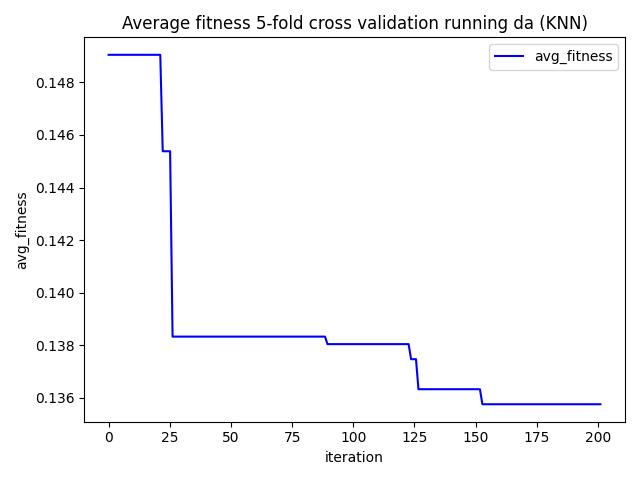 Average fitness 5-fold cross validation running da (KNN)
avg_fitness
0.148
0.146
0.144
0.142
0.140
0.138
0.136
avg_fitness
0 25 50 75 100 125 150 175 200
iteration